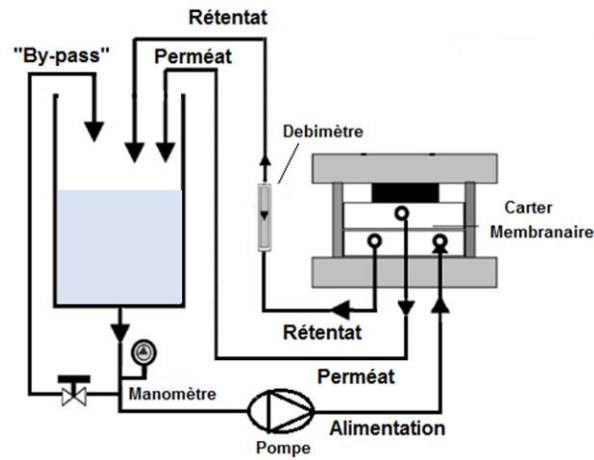 Rétentat
"By-pass"
Perméat
Debimètre
Carter
Membranaire
Rétentat
Perméat
Manomètre
Alimentation
Pompe